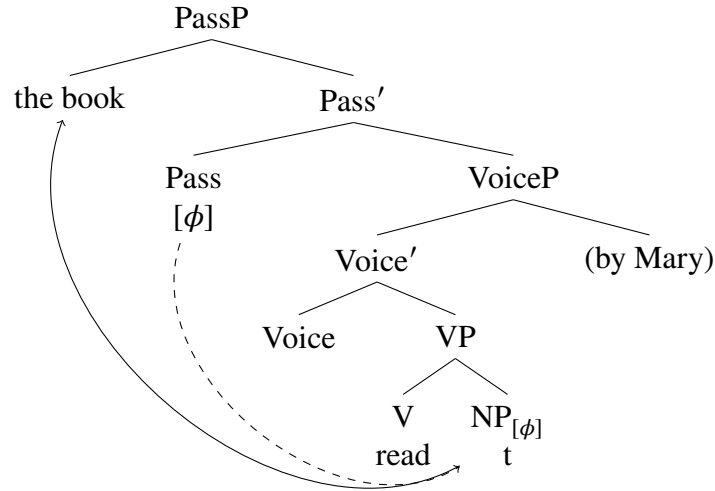 PassP
the book Pass′
Pass VoiceP
[ϕ]
Voice′ (by Mary)
Voice VP
V NP[ϕ]
read t